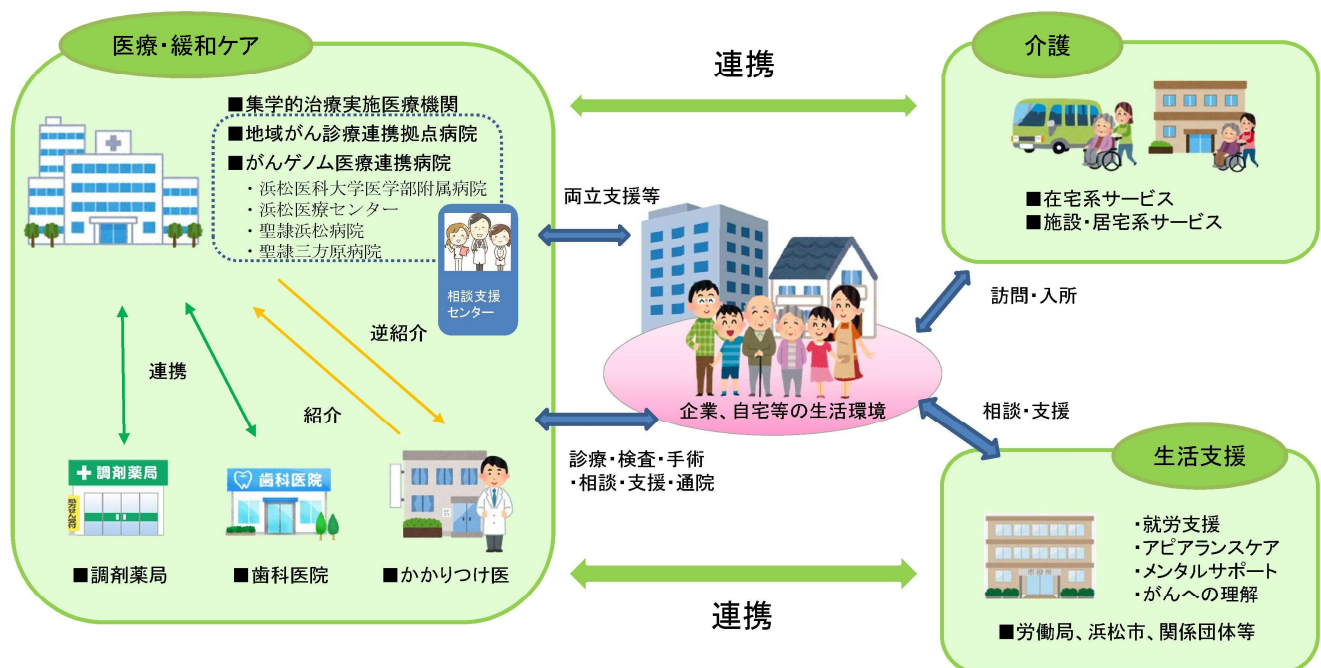 医療・緩和ケア
■集学的治療実施医療機関
■地域がん診療連携拠点病院
■がんゲノム医療連携病院
・浜松医科大学医学部附属病院
・浜松医療センター
・聖隷浜松病院
・聖隷三方原病院
相談支援
センター
連携
逆紹介
紹介
調剤薬局
処方せん受付
歯科医院
■調剤薬局
■歯科医院
■かかりつけ医
連携
両立支援等
企業、自宅等の生活環境
診療・検査・手術
・相談・支援・通院
連携
介護
■在宅系サービス
■施設・居宅系サービス
訪問・入所
相談・支援
生活支援
市役所
・就労支援
・アピアランスケア
・メンタルサポート
・がんへの理解
■労働局、浜松市、関係団体等